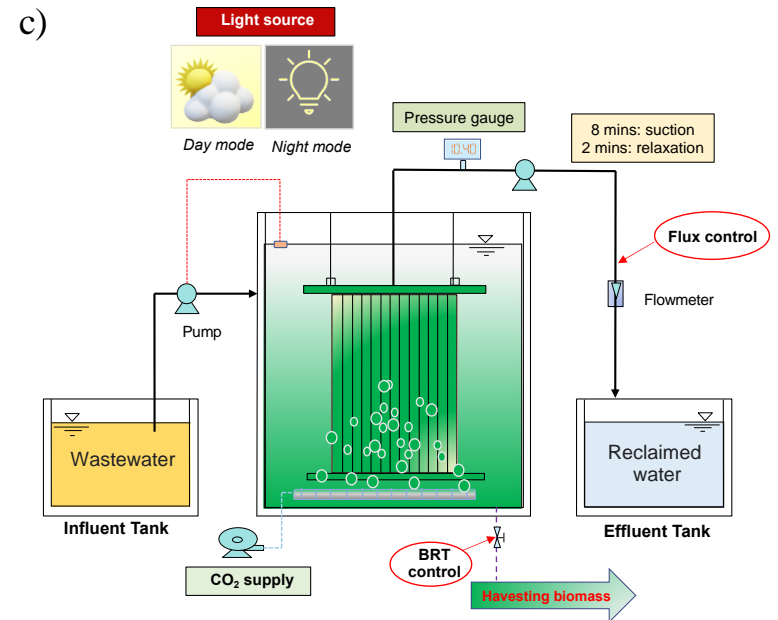 c)
Light source
Day mode
Night mode
Pressure gauge
10.40
8 mins: suction
2 mins: relaxation
Flux control
Flowmeter
Pump
Wastewater
Influent Tank
Reclaimed
water
Effluent Tank
CO₂ supply
BRT
control
Havesting biomass